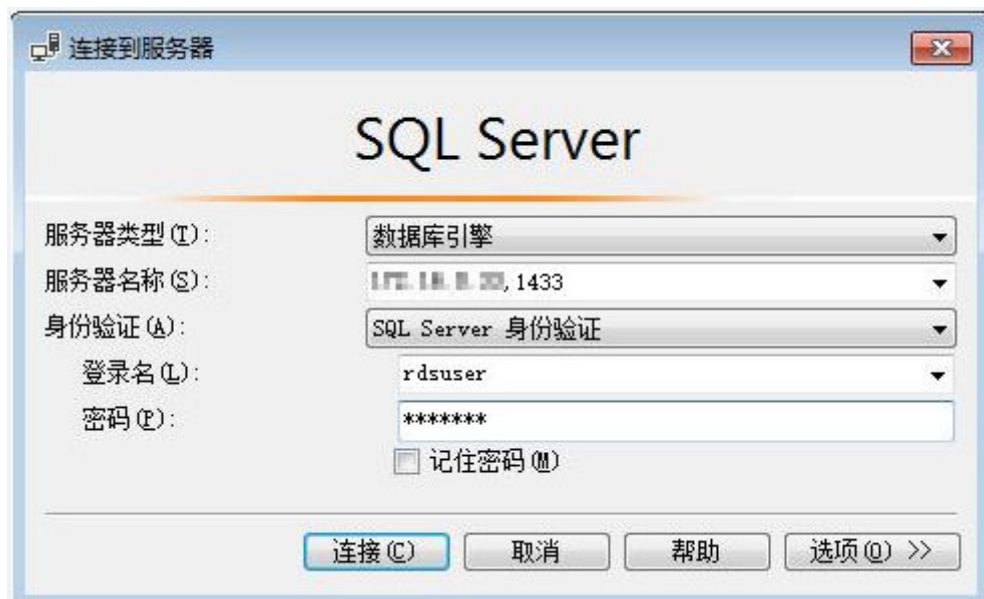 连接到服务器
SQL Server
服务器类型(T): 数据库引擎
服务器名称(S): ,1433
身份验证(A): SQL Server 身份验证
登录名(L): rdsuser
密码(P): *******
记住密码(M)
连接(C) 取消 帮助 选项(O) >>